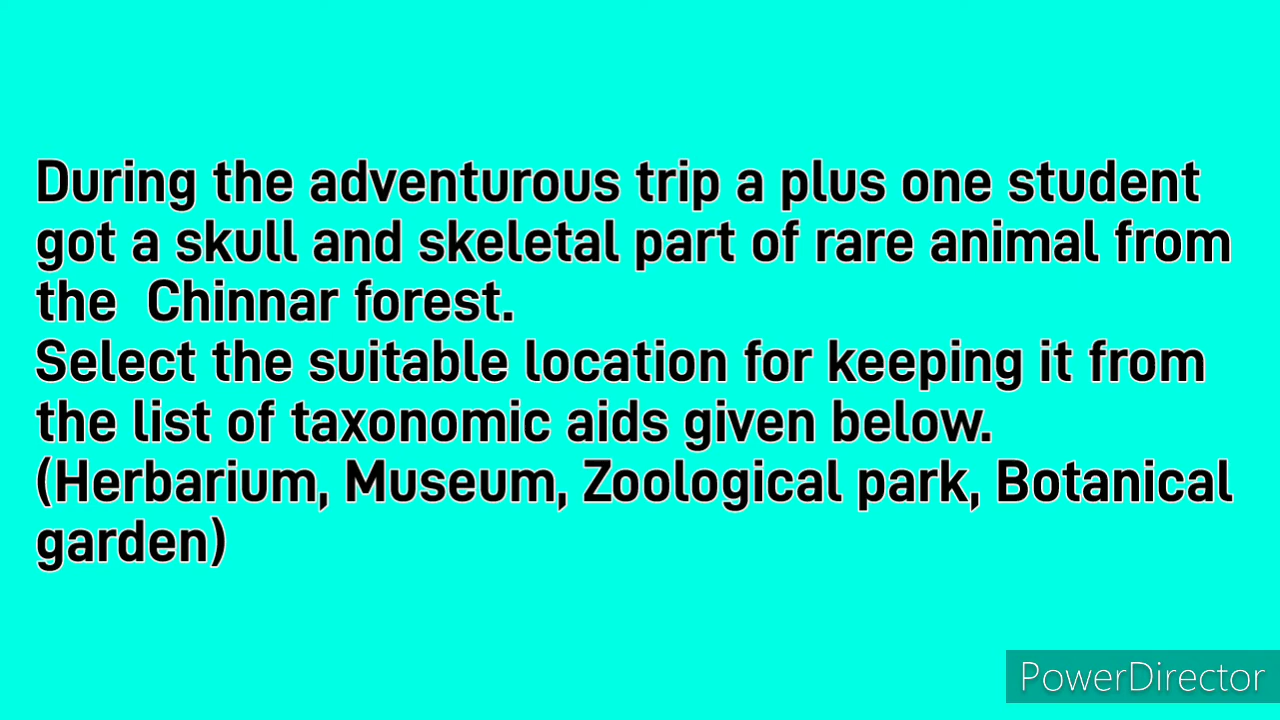 During the adventurous trip a plus one student
got a skull and skeletal part of rare animal from
the  Chinnar forest.
Select the suitable location for keeping it from
the list of taxonomic aids given below.
(Herbarium, Museum, Zoological park, Botanical
garden)
PowerDirector